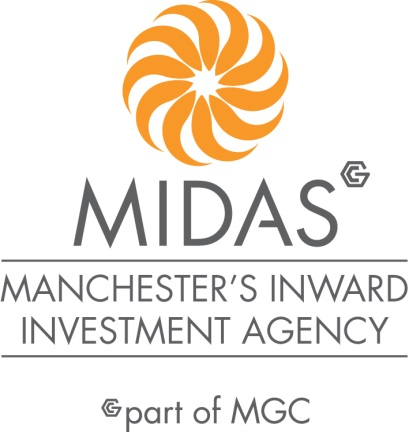 MIDAS
MANCHESTER'S INWARD
INVESTMENT AGENCY
part of MGC